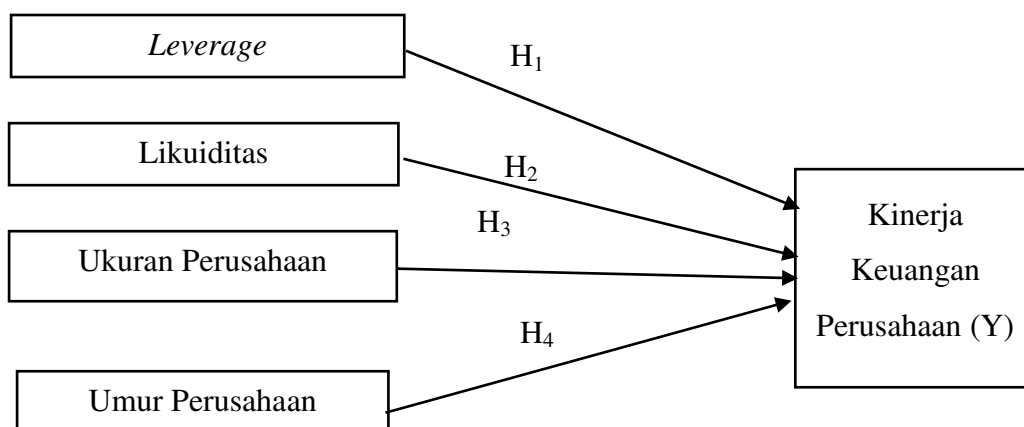 Leverage
H₁
Likuiditas
H₂
H₃
Ukuran Perusahaan
H₄
Umur Perusahaan
Kinerja
Keuangan
Perusahaan (Y)